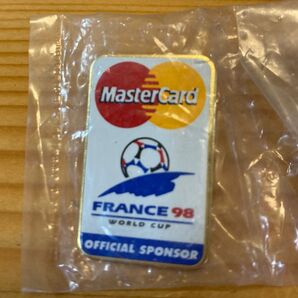 MasterCard
FRANCE 98
WORLD CUP
OFFICIAL SPONSOR